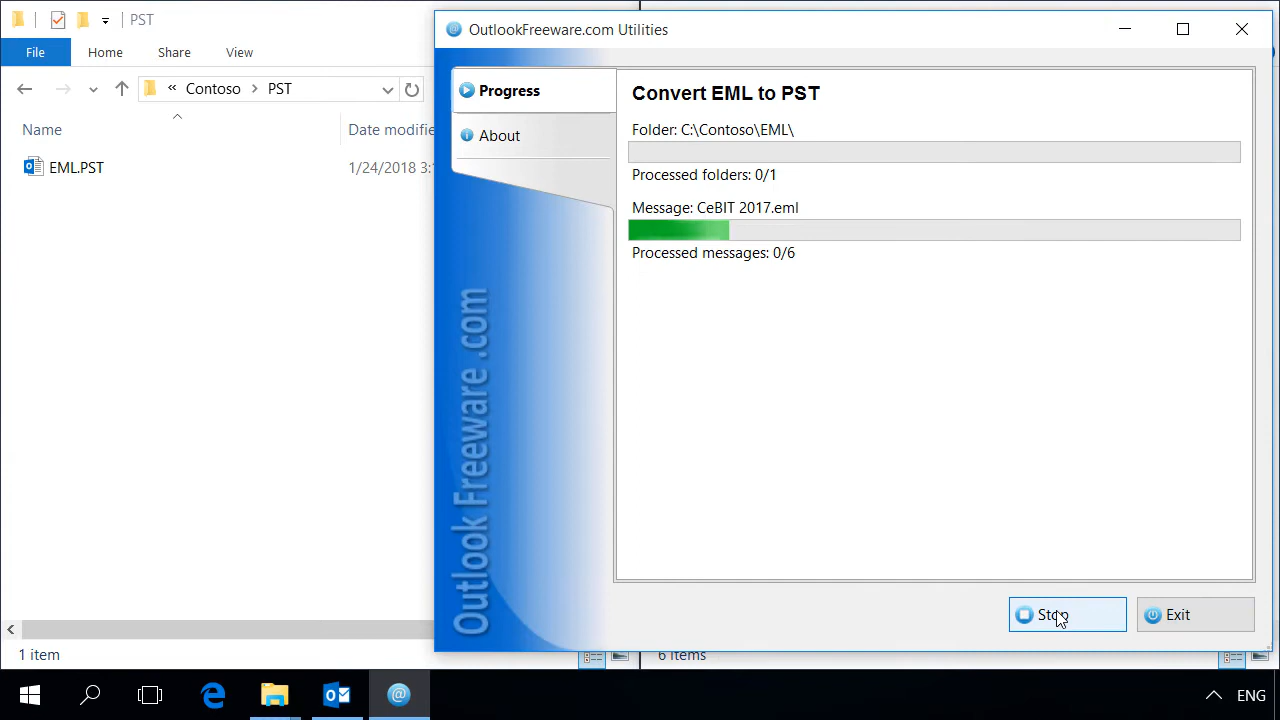 PST
File
Home
Share
View
«
Contoso
PST
Name
Date modifie
EML.PST
1/24/2018 3:
1 item
OutlookFreeware.com Utilities
Progress
About
Outlook Freeware .com
Convert EML to PST
Folder: C:\Contoso\EML\
Processed folders: 0/1
Message: CeBIT 2017.eml
Processed messages: 0/6
Stop
Exit
6 items
ENG